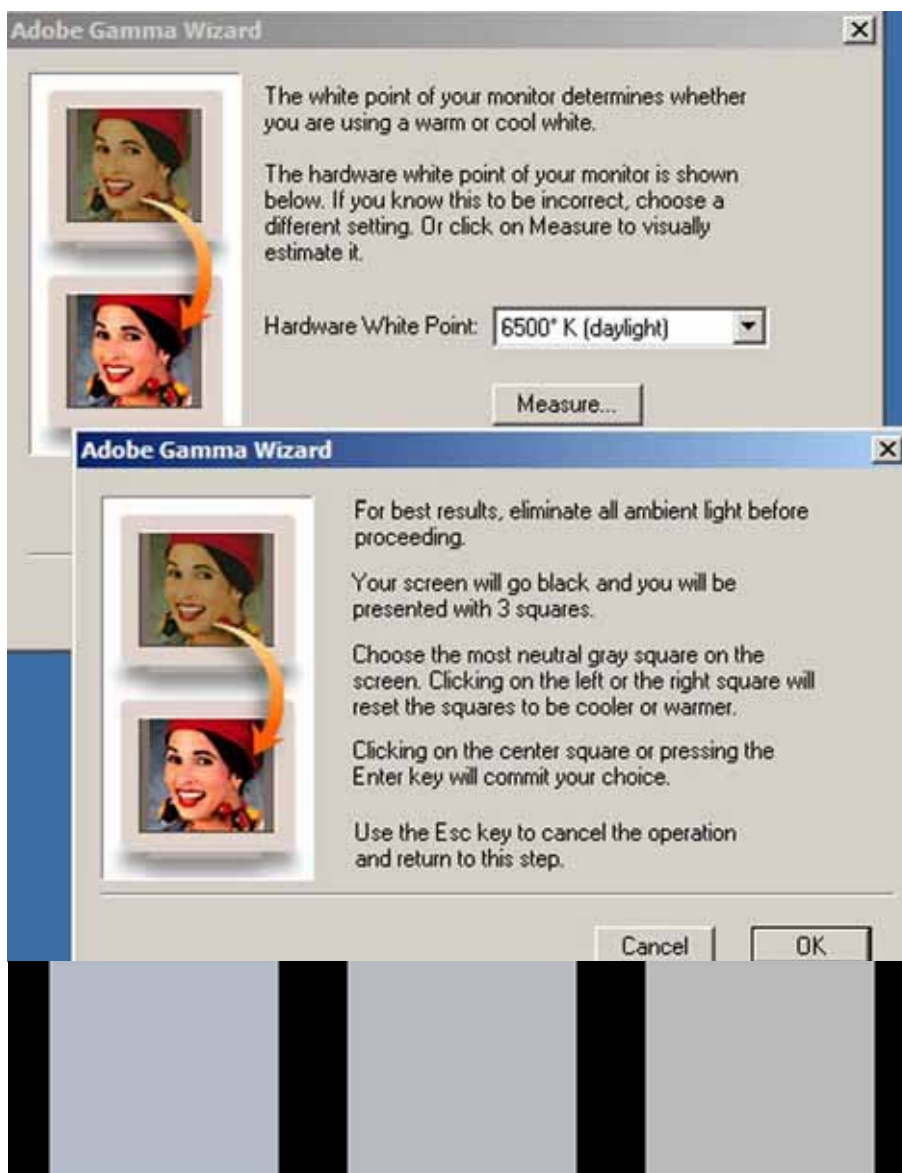 Adobe Gamma Wizard
The white point of your monitor determines whether
you are using a warm or cool white.
The hardware white point of your monitor is shown
below. If you know this to be incorrect, choose a
different setting. Or click on Measure to visually
estimate it.
Hardware White Point: 6500° K (daylight)
Measure...
Adobe Gamma Wizard
For best results, eliminate all ambient light before
proceeding.
Your screen will go black and you will be
presented with 3 squares.
Choose the most neutral gray square on the
screen. Clicking on the left or the right square will
reset the squares to be cooler or warmer.
Clicking on the center square or pressing the
Enter key will commit your choice.
Use the Esc key to cancel the operation
and return to this step.
Cancel OK